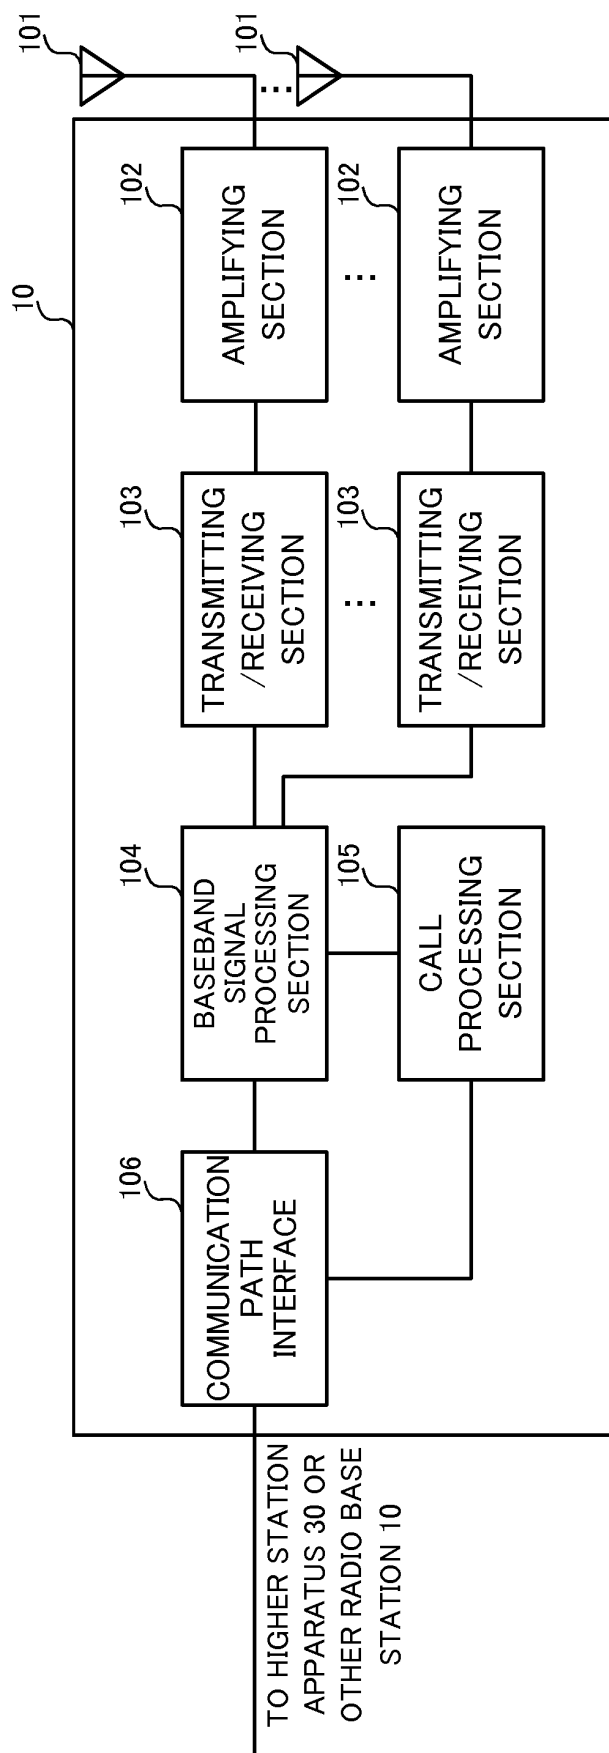 10
101
...
101
102
AMPLIFYING
SECTION
...
102
AMPLIFYING
SECTION
103
TRANSMITTING
/RECEIVING
SECTION
...
103
TRANSMITTING
/RECEIVING
SECTION
104
BASEBAND
SIGNAL
PROCESSING
SECTION
105
CALL
PROCESSING
SECTION
106
COMMUNICATION
PATH
INTERFACE
TO HIGHER STATION
APPARATUS 30 OR
OTHER RADIO BASE
STATION 10